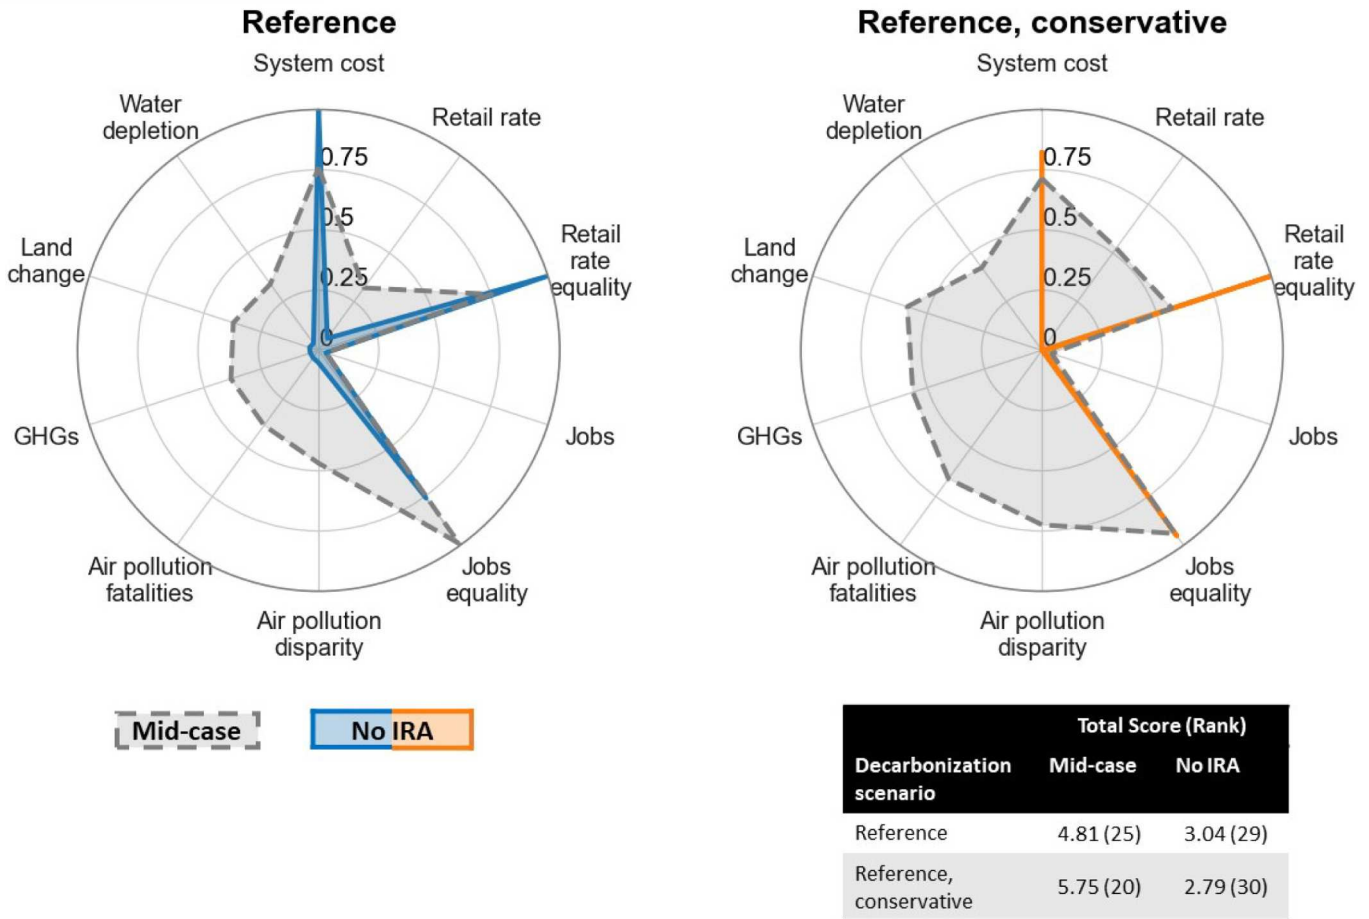 Reference
System cost
Water
depletion
Retail rate
0.75
0.5
0.25
0
Land
change
Retail
rate
equality
GHGs
Jobs
Air pollution
fatalities
Jobs
equality
Air pollution
disparity
Reference, conservative
System cost
Water
depletion
Retail rate
0.75
0.5
0.25
0
Land
change
Retail
rate
equality
GHGs
Jobs
Air pollution
fatalities
Jobs
equality
Air pollution
disparity
Mid-case
No IRA
Total Score (Rank)
Decarbonization
scenario
Mid-case
No IRA
Reference 4.81 (25) 3.04 (29)
Reference,
conservative
5.75 (20) 2.79 (30)